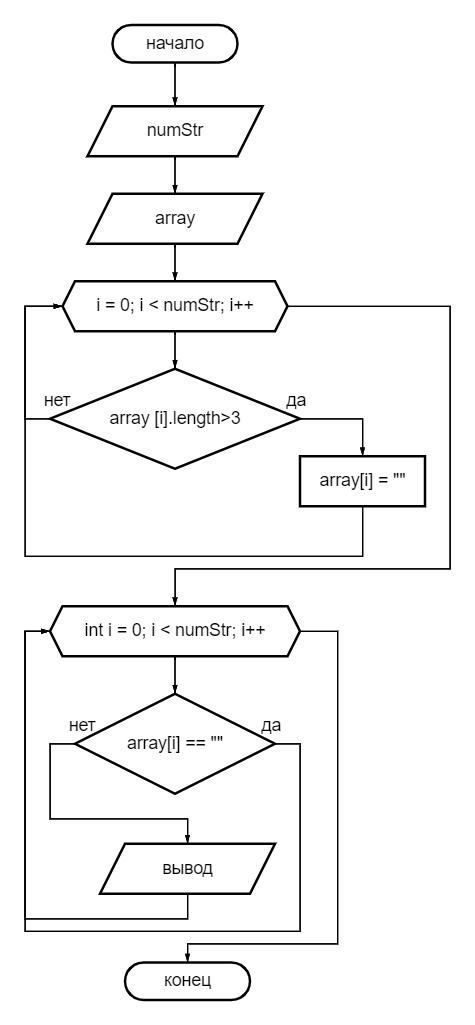 начало
numStr
array
i = 0; i < numStr; i++
нет
да
array [i].length>3
array[i] = ""
int i = 0; i < numStr; i++
нет
да
array[i] == ""
вывод
конец